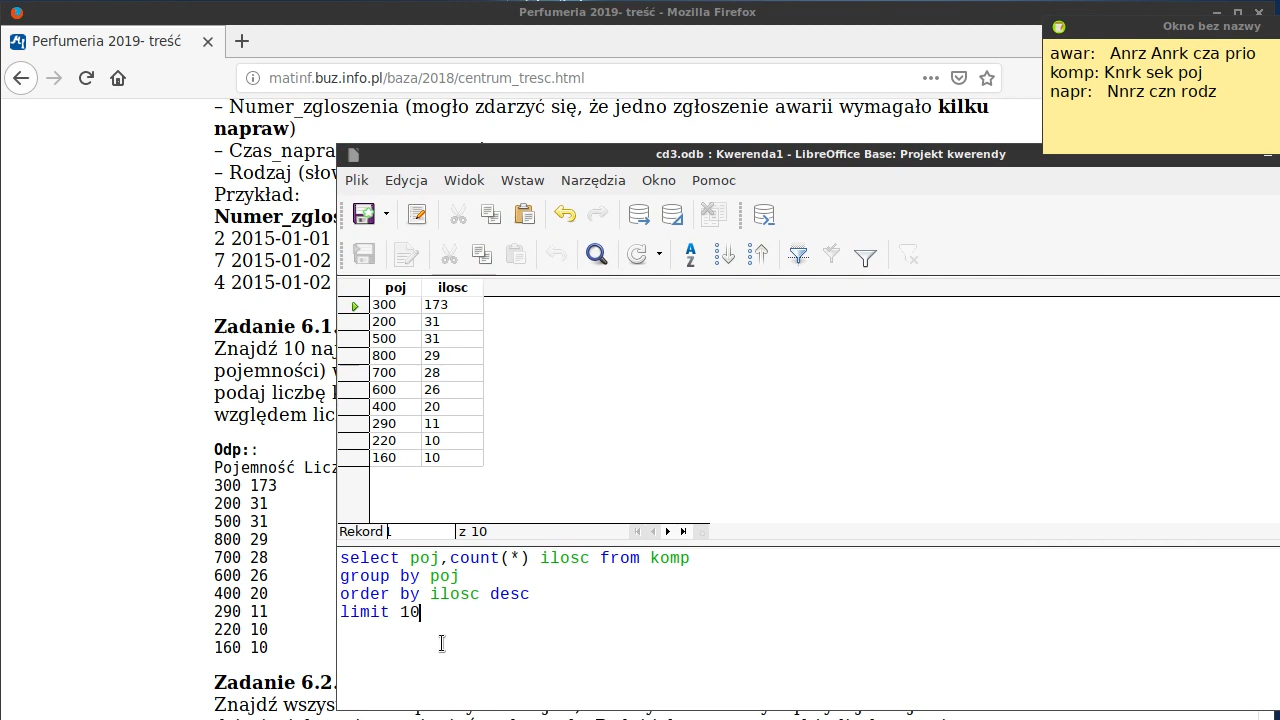 Perfumeria 2019- treść - Mozilla Firefox
Perfumeria 2019- treść
matinf.buz.info.pl/baza/2018/centrum_tresc.html
Okno bez nazwy
awar: Anrz Anrk cza prio
komp: Knrk sek poj
napr: Nnrz czn rodz
– Numer_zgloszenia (mogło zdarzyć się, że jedno zgłoszenie awarii wymagało kilku
napraw)
– Czas_napra
– Rodzaj (słow
Przykład:
Numer_zglos
2 2015-01-01
7 2015-01-02
4 2015-01-02
Zadanie 6.1.
Znajdź 10 naj
pojemności) w
podaj liczbę
względem lic
Odp::
Pojemność Licz
300 173
200 31
500 31
800 29
700 28
600 26
400 20
290 11
220 10
160 10
Zadanie 6.2.
Znajdź wszys
cd3.odb : Kwerenda1 - LibreOffice Base: Projekt kwerendy
Plik Edycja Widok Wstaw Narzędzia Okno Pomoc
poj ilosc
300 173
200 31
500 31
800 29
700 28
600 26
400 20
290 11
220 10
160 10
Rekord 1 z 10
select poj,count(*) ilosc from komp
group by poj
order by ilosc desc
limit 10